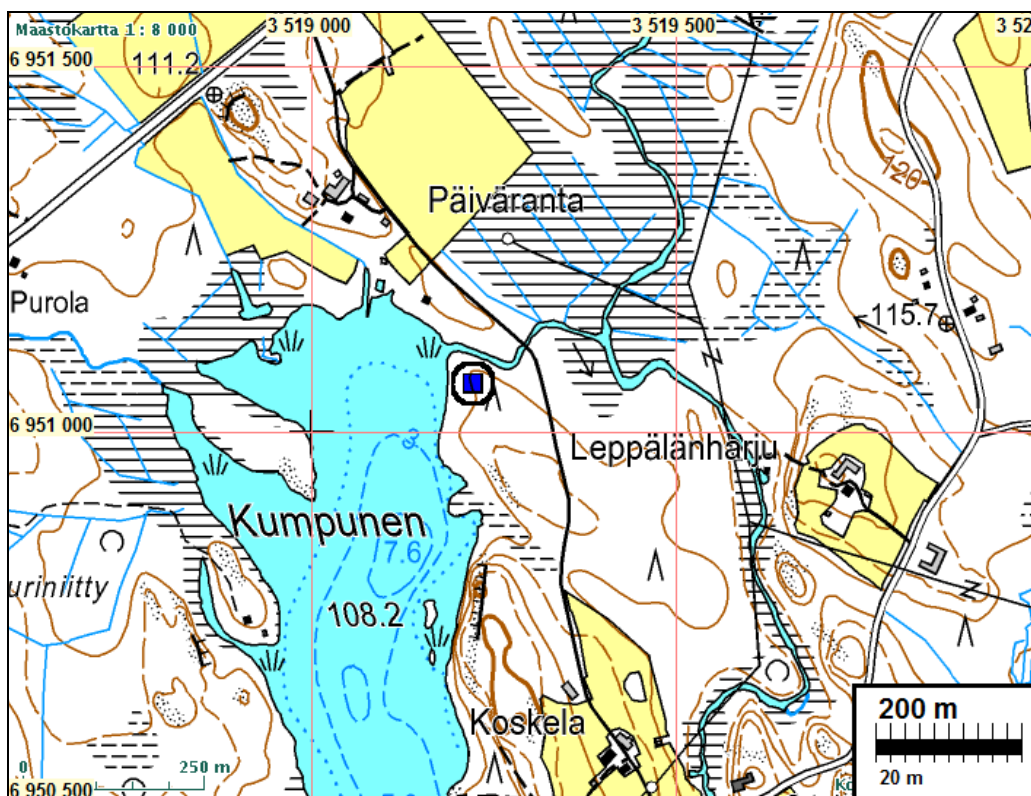 Maastokartta 1 : 8 000
3 519 000
3 519 500
3 52
6 951 500
111.2
120
Päiväranta
Purola
115.7
6 951 000
3
Leppälänharju
Kumpunen
7.6
uriniitty
108.2
Koskela
200 m
20 m
0
250 m
6 950 500